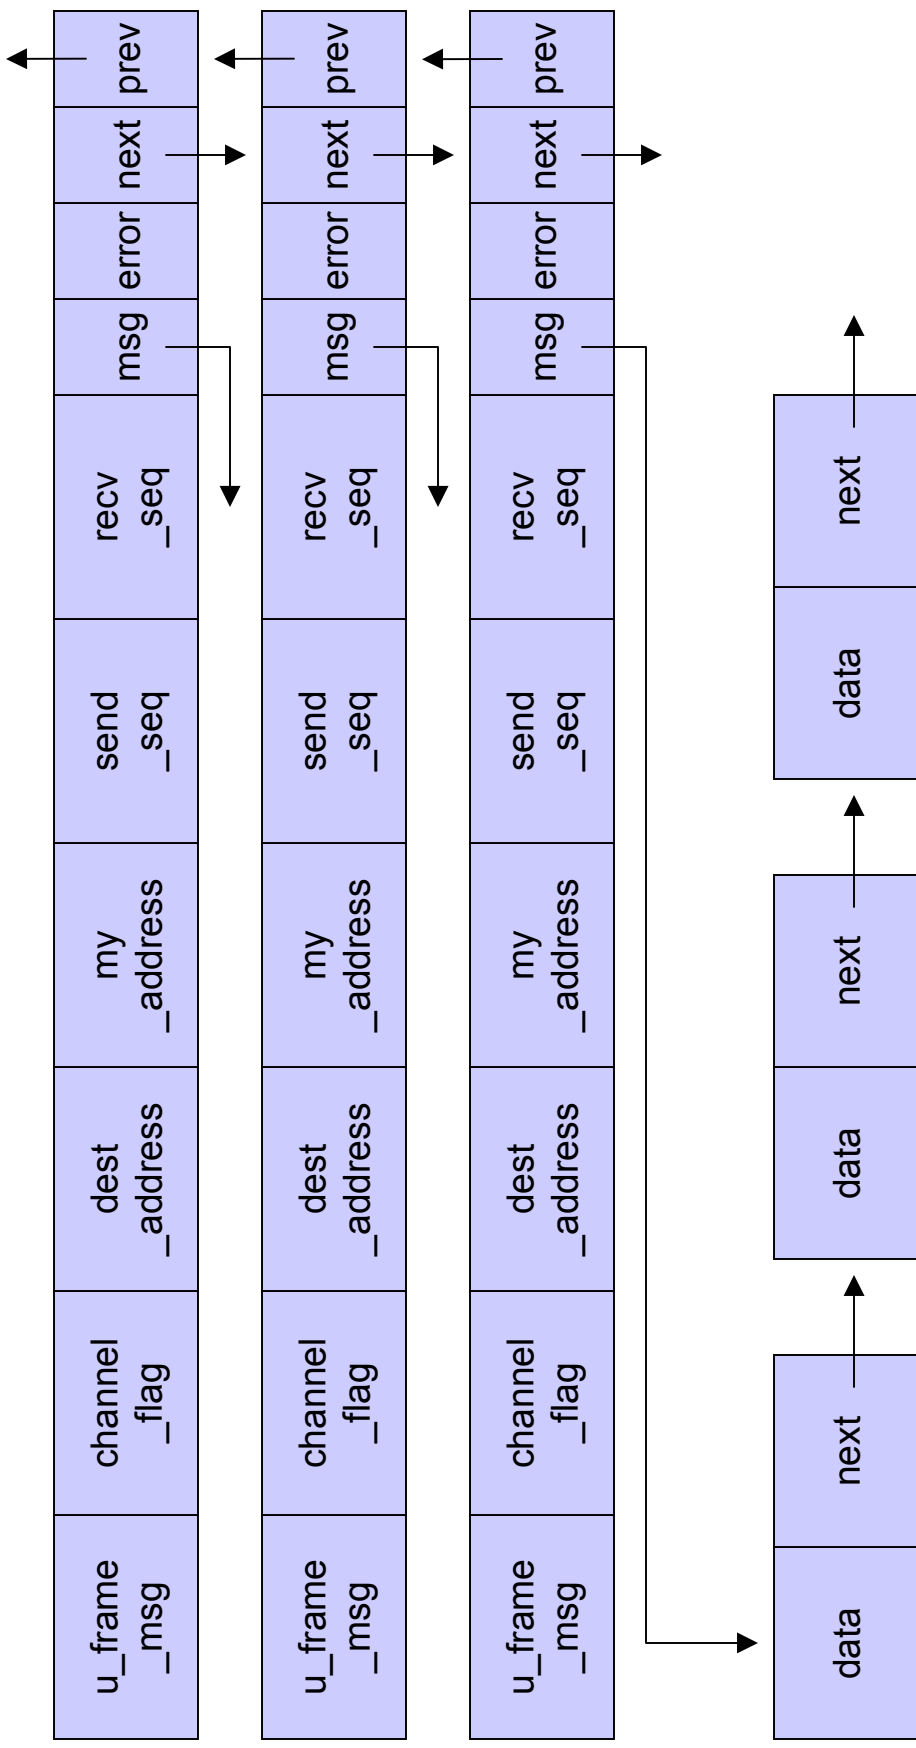 u_frame
_msg
channel
_flag
dest
_address
my
_address
send
_seq
recv
_seq
msg
error
next
prev
u_frame
_msg
channel
_flag
dest
_address
my
_address
send
_seq
recv
_seq
msg
error
next
prev
u_frame
_msg
channel
_flag
dest
_address
my
_address
send
_seq
recv
_seq
msg
error
next
prev
data
next
data
next
data
next